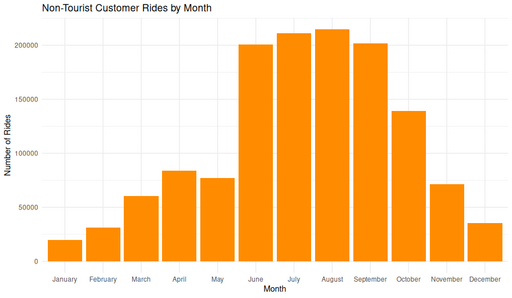 Non-Tourist Customer Rides by Month
Number of Rides
200000
150000
100000
50000
0
January February March April May June July August September October November December
Month